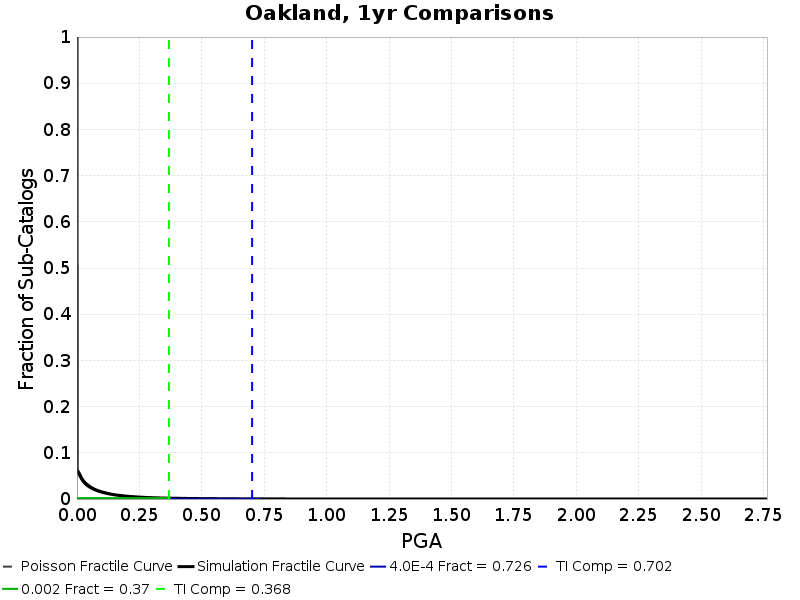 Oakland, 1yr Comparisons
Fraction of Sub-Catalogs
1
0.9
0.8
0.7
0.6
0.5
0.4
0.3
0.2
0.1
0
0.00 0.25 0.50 0.75 1.00 1.25 1.50 1.75 2.00 2.25 2.50 2.75
PGA
Poisson Fractile Curve Simulation Fractile Curve 4.0E-4 Fract = 0.726 TI Comp = 0.702
0.002 Fract = 0.37 TI Comp = 0.368